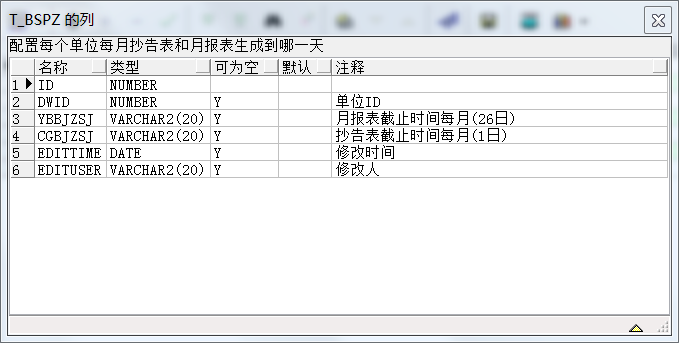 T_BSPZ 的列
配置每个单位每月抄告表和月报表生成到哪一天
名称 类型 可为空 默认 注释
1 ID NUMBER
2 DWID NUMBER Y 单位ID
3 YBBJZSJ VARCHAR2(20) Y 月报表截止时间每月(26日)
4 CGBJZSJ VARCHAR2(20) Y 抄告表截止时间每月(1日)
5 EDITTIME DATE Y 修改时间
6 EDITUSER VARCHAR2(20) Y 修改人